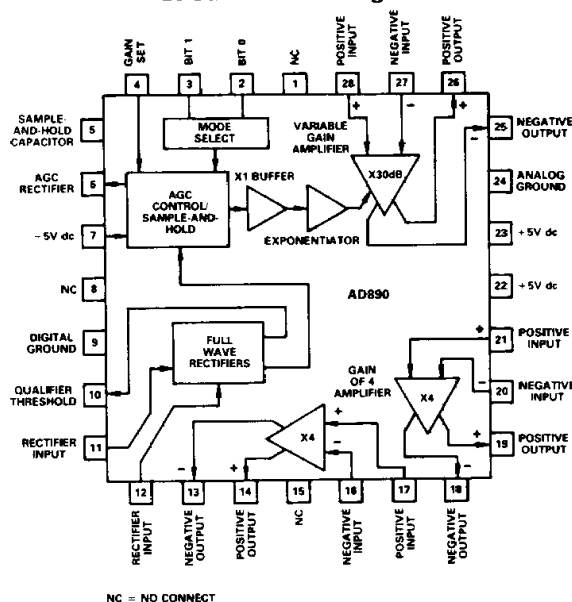 GAIN SET
BIT 1
BIT 0
NC
POSITIVE INPUT
NEGATIVE INPUT
POSITIVE OUTPUT
4
3
2
1
28
27
26
SAMPLE-
AND-HOLD
CAPACITOR
5
MODE
SELECT
VARIABLE
GAIN
AMPLIFIER
+
−
+
−
25
NEGATIVE
OUTPUT
AGC
RECTIFIER
6
AGC
CONTROL/
SAMPLE-AND-
HOLD
X1 BUFFER
EXPONENTIATOR
X30dB
24
ANALOG
GROUND
-5V dc
7
23
+5V dc
NC
8
AD890
22
+5V dc
DIGITAL
GROUND
9
FULL
WAVE
RECTIFIERS
+
21
POSITIVE
INPUT
QUALIFIER
THRESHOLD
10
GAIN
OF 4
AMPLIFIER
X4
−
20
NEGATIVE
INPUT
RECTIFIER
INPUT
11
X4
+
−
+
19
POSITIVE
OUTPUT
−
+
−
12
13
14
15
16
17
18
RECTIFIER INPUT
NEGATIVE OUTPUT
POSITIVE OUTPUT
NC
NEGATIVE INPUT
POSITIVE INPUT
NEGATIVE OUTPUT
NC = NO CONNECT